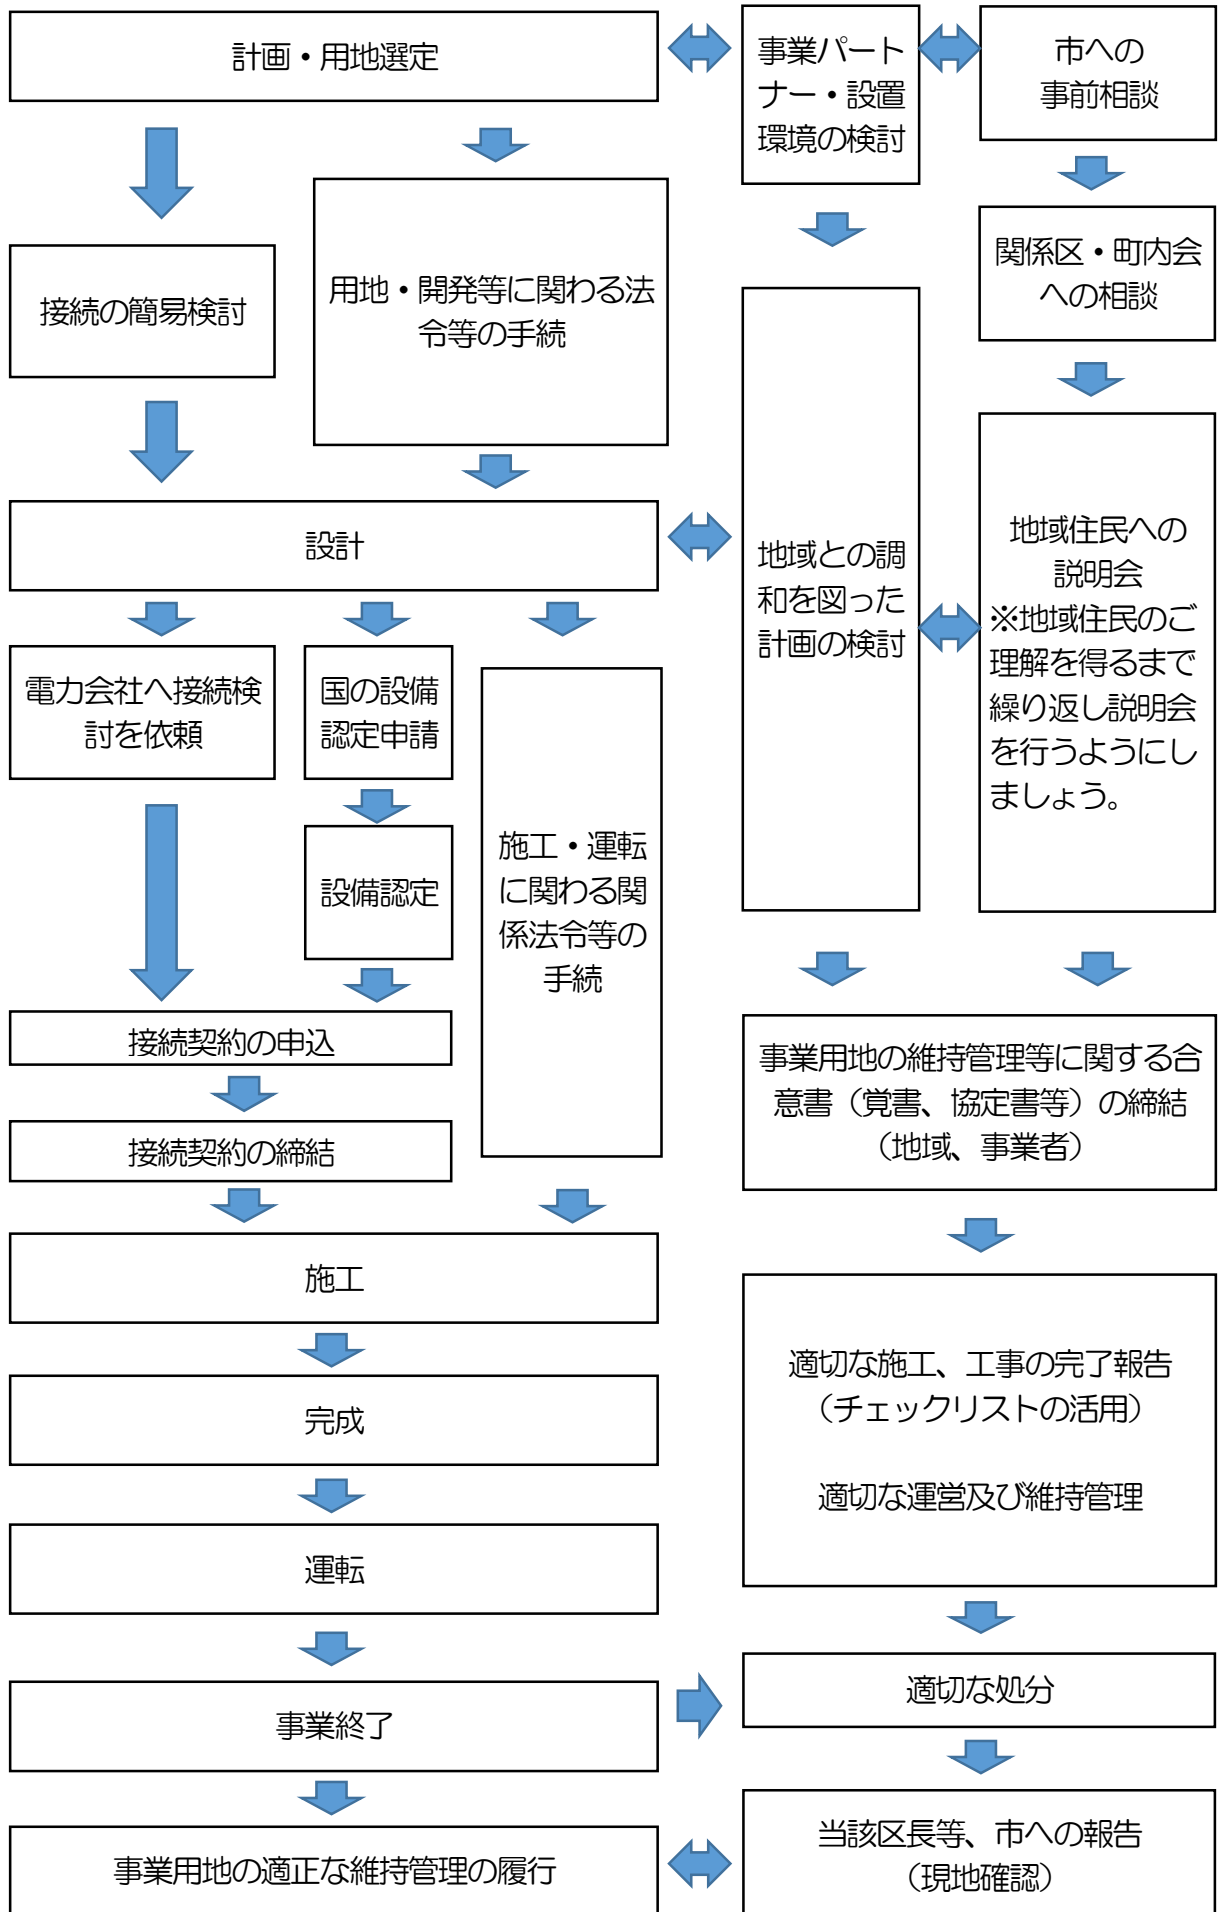 計画・用地選定
事業パート
ナー・設置
環境の検討
市への
事前相談
接続の簡易検討
用地・開発等に関わる法
令等の手続
関係区・町内会
への相談
設計
地域との調
和を図った
計画の検討
地域住民への
説明会
※地域住民のご
理解を得るまで
繰り返し説明会
を行うようにし
ましょう。
電力会社へ接続検
討を依頼
国の設備
認定申請
設備認定
施工・運転
に関わる関
係法令等の
手続
接続契約の申込
接続契約の締結
事業用地の維持管理等に関する合
意書（覚書、協定書等）の締結
（地域、事業者）
施工
完成
運転
適切な施工、工事の完了報告
（チェックリストの活用）
適切な運営及び維持管理
事業終了
適切な処分
事業用地の適正な維持管理の履行
当該区長等、市への報告
（現地確認）